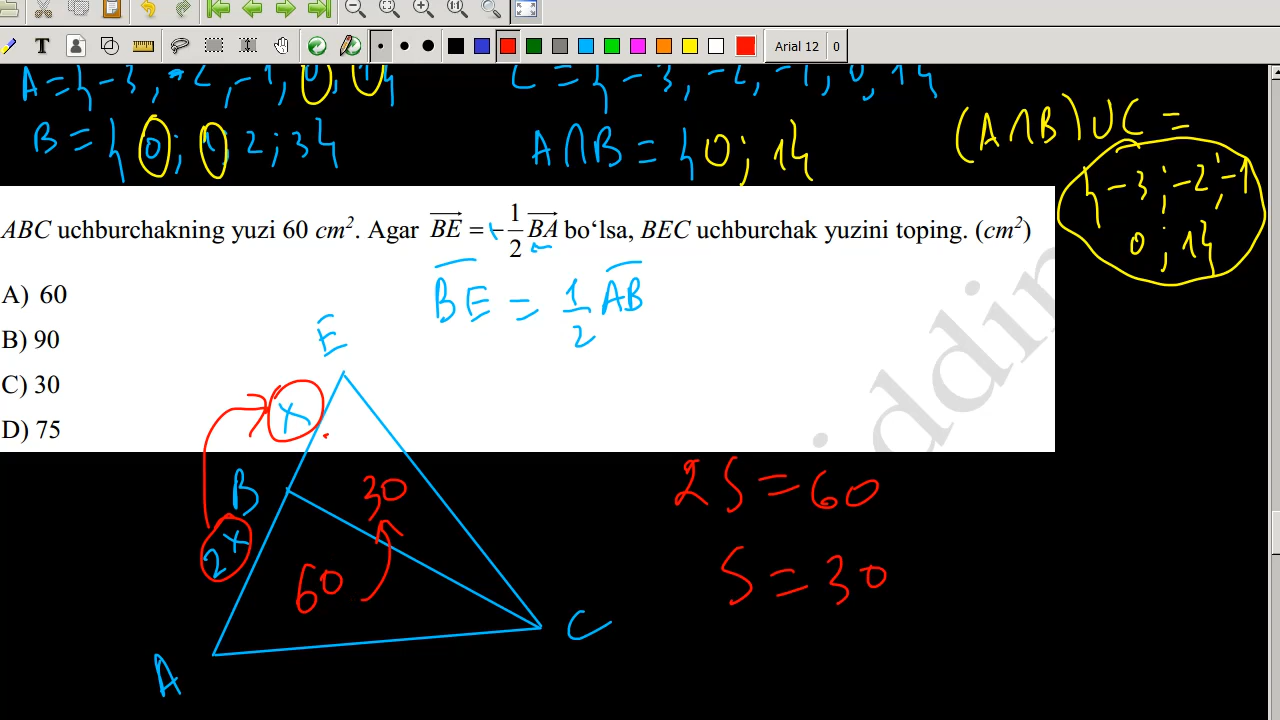 Arial 12 0
A = { -3, -2, -1, 0, 1}
C = { -3, -2, -1, 0, 1}
B = { 0; 1; 2; 3}
A∩B = { 0; 1}
(A∩B)∪C =
{ -3; -2; -1
0; 1}
ABC uchburchakning yuzi 60 cm². Agar BE = -1/2 BA bo‘lsa, BEC uchburchak yuzini toping. (cm²)
BE = 1/2 AB
A) 60
B) 90
C) 30
D) 75
E
x
B
2x
30
60
A
C
2S = 60
S = 30